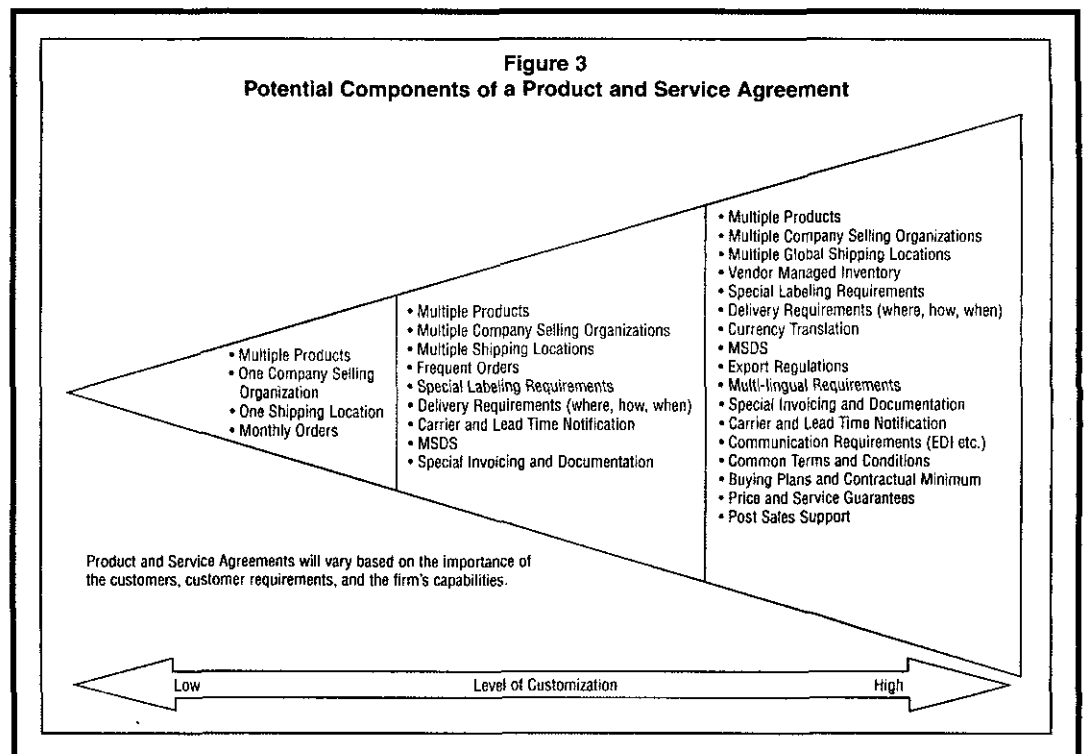 Figure 3
Potential Components of a Product and Service Agreement
• Multiple Products
• One Company Selling
Organization
• One Shipping Location
• Monthly Orders
• Multiple Products
• Multiple Company Selling Organizations
• Multiple Shipping Locations
• Frequent Orders
• Special Labeling Requirements
• Delivery Requirements (where, how, when)
• Carrier and Lead Time Notification
• MSDS
• Special Invoicing and Documentation
• Multiple Products
• Multiple Company Selling Organizations
• Multiple Global Shipping Locations
• Vendor Managed Inventory
• Special Labeling Requirements
• Delivery Requirements (where, how, when)
• Currency Translation
• MSDS
• Export Regulations
• Multi-lingual Requirements
• Special Invoicing and Documentation
• Carrier and Lead Time Notification
• Communication Requirements (EDI etc.)
• Common Terms and Conditions
• Buying Plans and Contractual Minimum
• Price and Service Guarantees
• Post Sales Support
Product and Service Agreements will vary based on the importance of
the customers, customer requirements, and the firm's capabilities.
Low Level of Customization High